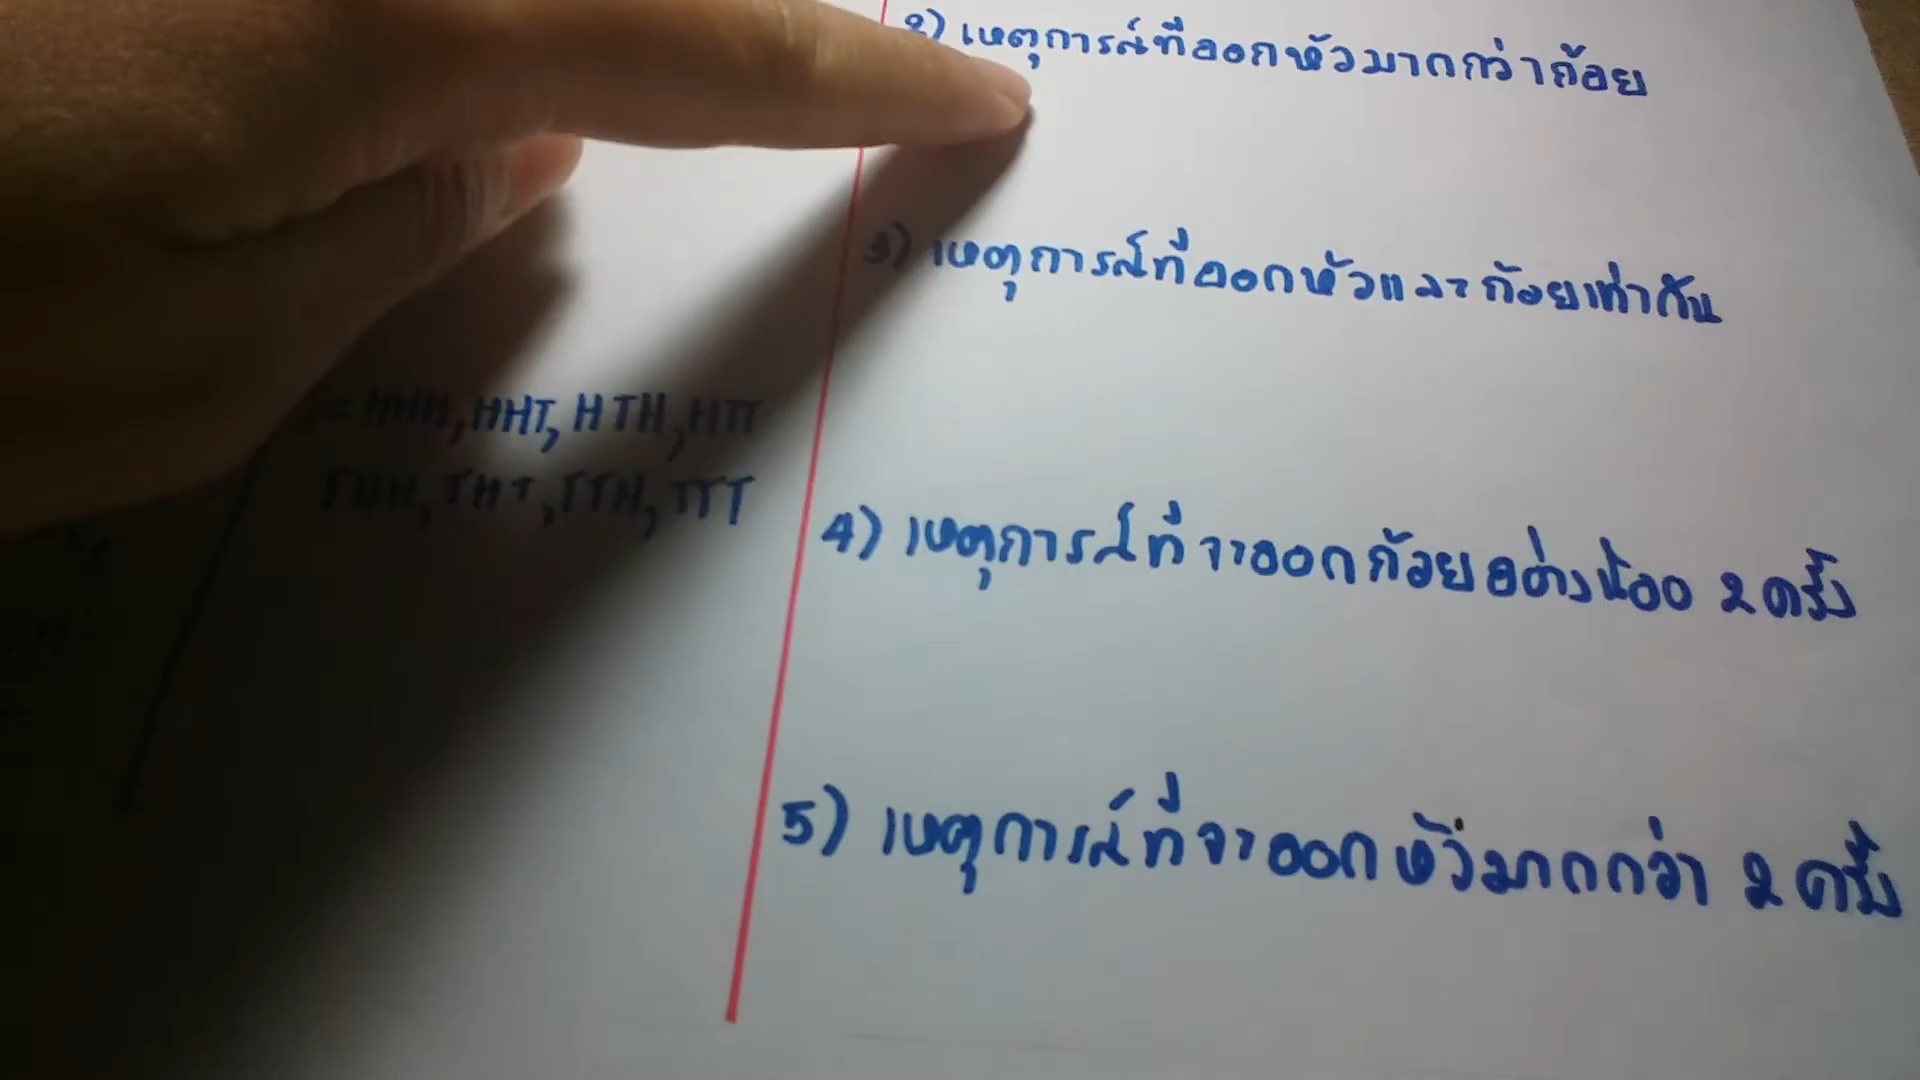 2) เหตุการณ์ที่ออกหัวมากกว่าก้อย
3) เหตุการณ์ที่ออกหัวและก้อยเท่ากัน
S = HHH, HHT, HTH, HTT
THH, THT, TTH, TTT
4) เหตุการณ์ที่จะออกก้อยอย่างน้อย 2 ครั้ง
5) เหตุการณ์ที่จะออกหัวมากกว่า 2 ครั้ง